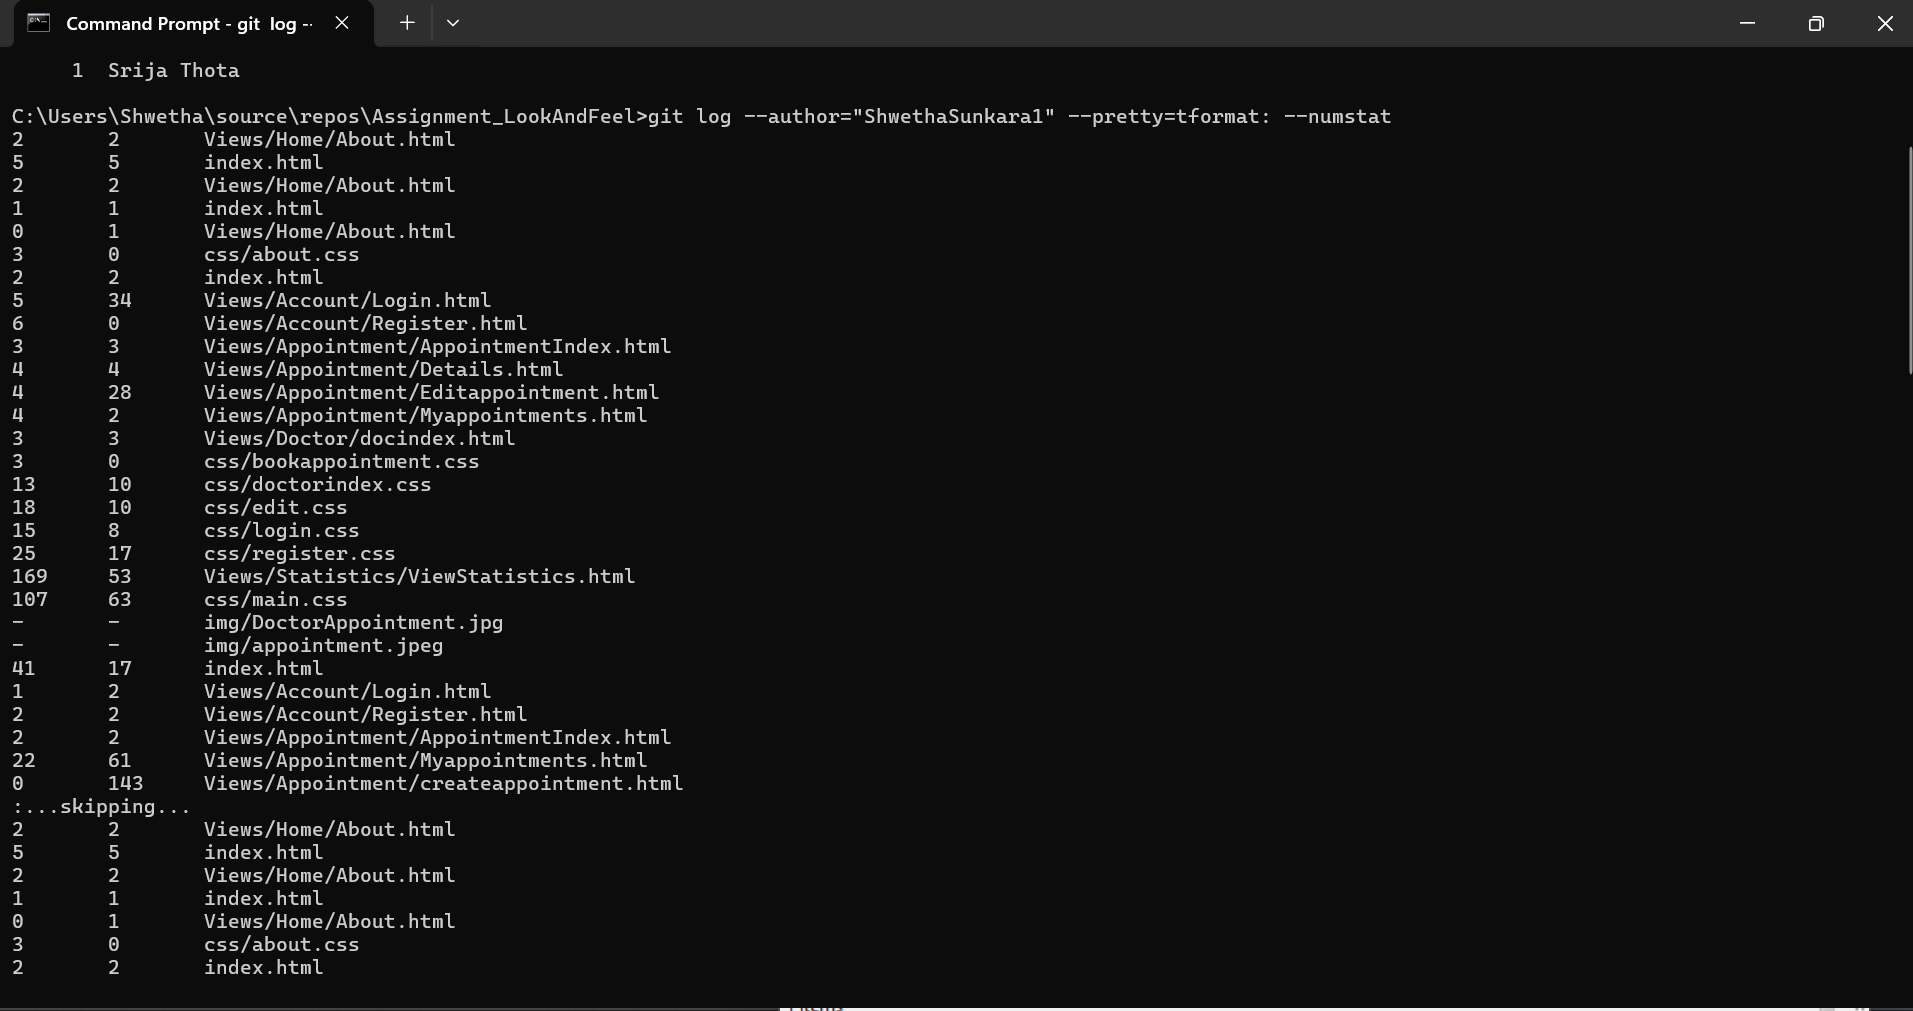 Command Prompt - git log --
1 Srija Thota
C:\Users\Shwetha\source\repos\Assignment_LookAndFeel>git log --author="ShwethaSunkara1" --pretty=tformat: --numstat
2 2 Views/Home/About.html
5 5 index.html
2 2 Views/Home/About.html
1 1 index.html
0 1 Views/Home/About.html
3 0 css/about.css
2 2 index.html
5 34 Views/Account/Login.html
6 0 Views/Account/Register.html
3 3 Views/Appointment/AppointmentIndex.html
4 4 Views/Appointment/Details.html
4 28 Views/Appointment/Editappointment.html
4 2 Views/Appointment/Myappointments.html
3 3 Views/Doctor/docindex.html
3 0 css/bookappointment.css
13 10 css/doctorindex.css
18 10 css/edit.css
15 8 css/login.css
25 17 css/register.css
169 53 Views/Statistics/ViewStatistics.html
107 63 css/main.css
- - img/DoctorAppointment.jpg
- - img/appointment.jpeg
41 17 index.html
1 2 Views/Account/Login.html
2 2 Views/Account/Register.html
2 2 Views/Appointment/AppointmentIndex.html
22 61 Views/Appointment/Myappointments.html
0 143 Views/Appointment/createappointment.html
:...skipping...
2 2 Views/Home/About.html
5 5 index.html
2 2 Views/Home/About.html
1 1 index.html
0 1 Views/Home/About.html
3 0 css/about.css
2 2 index.html